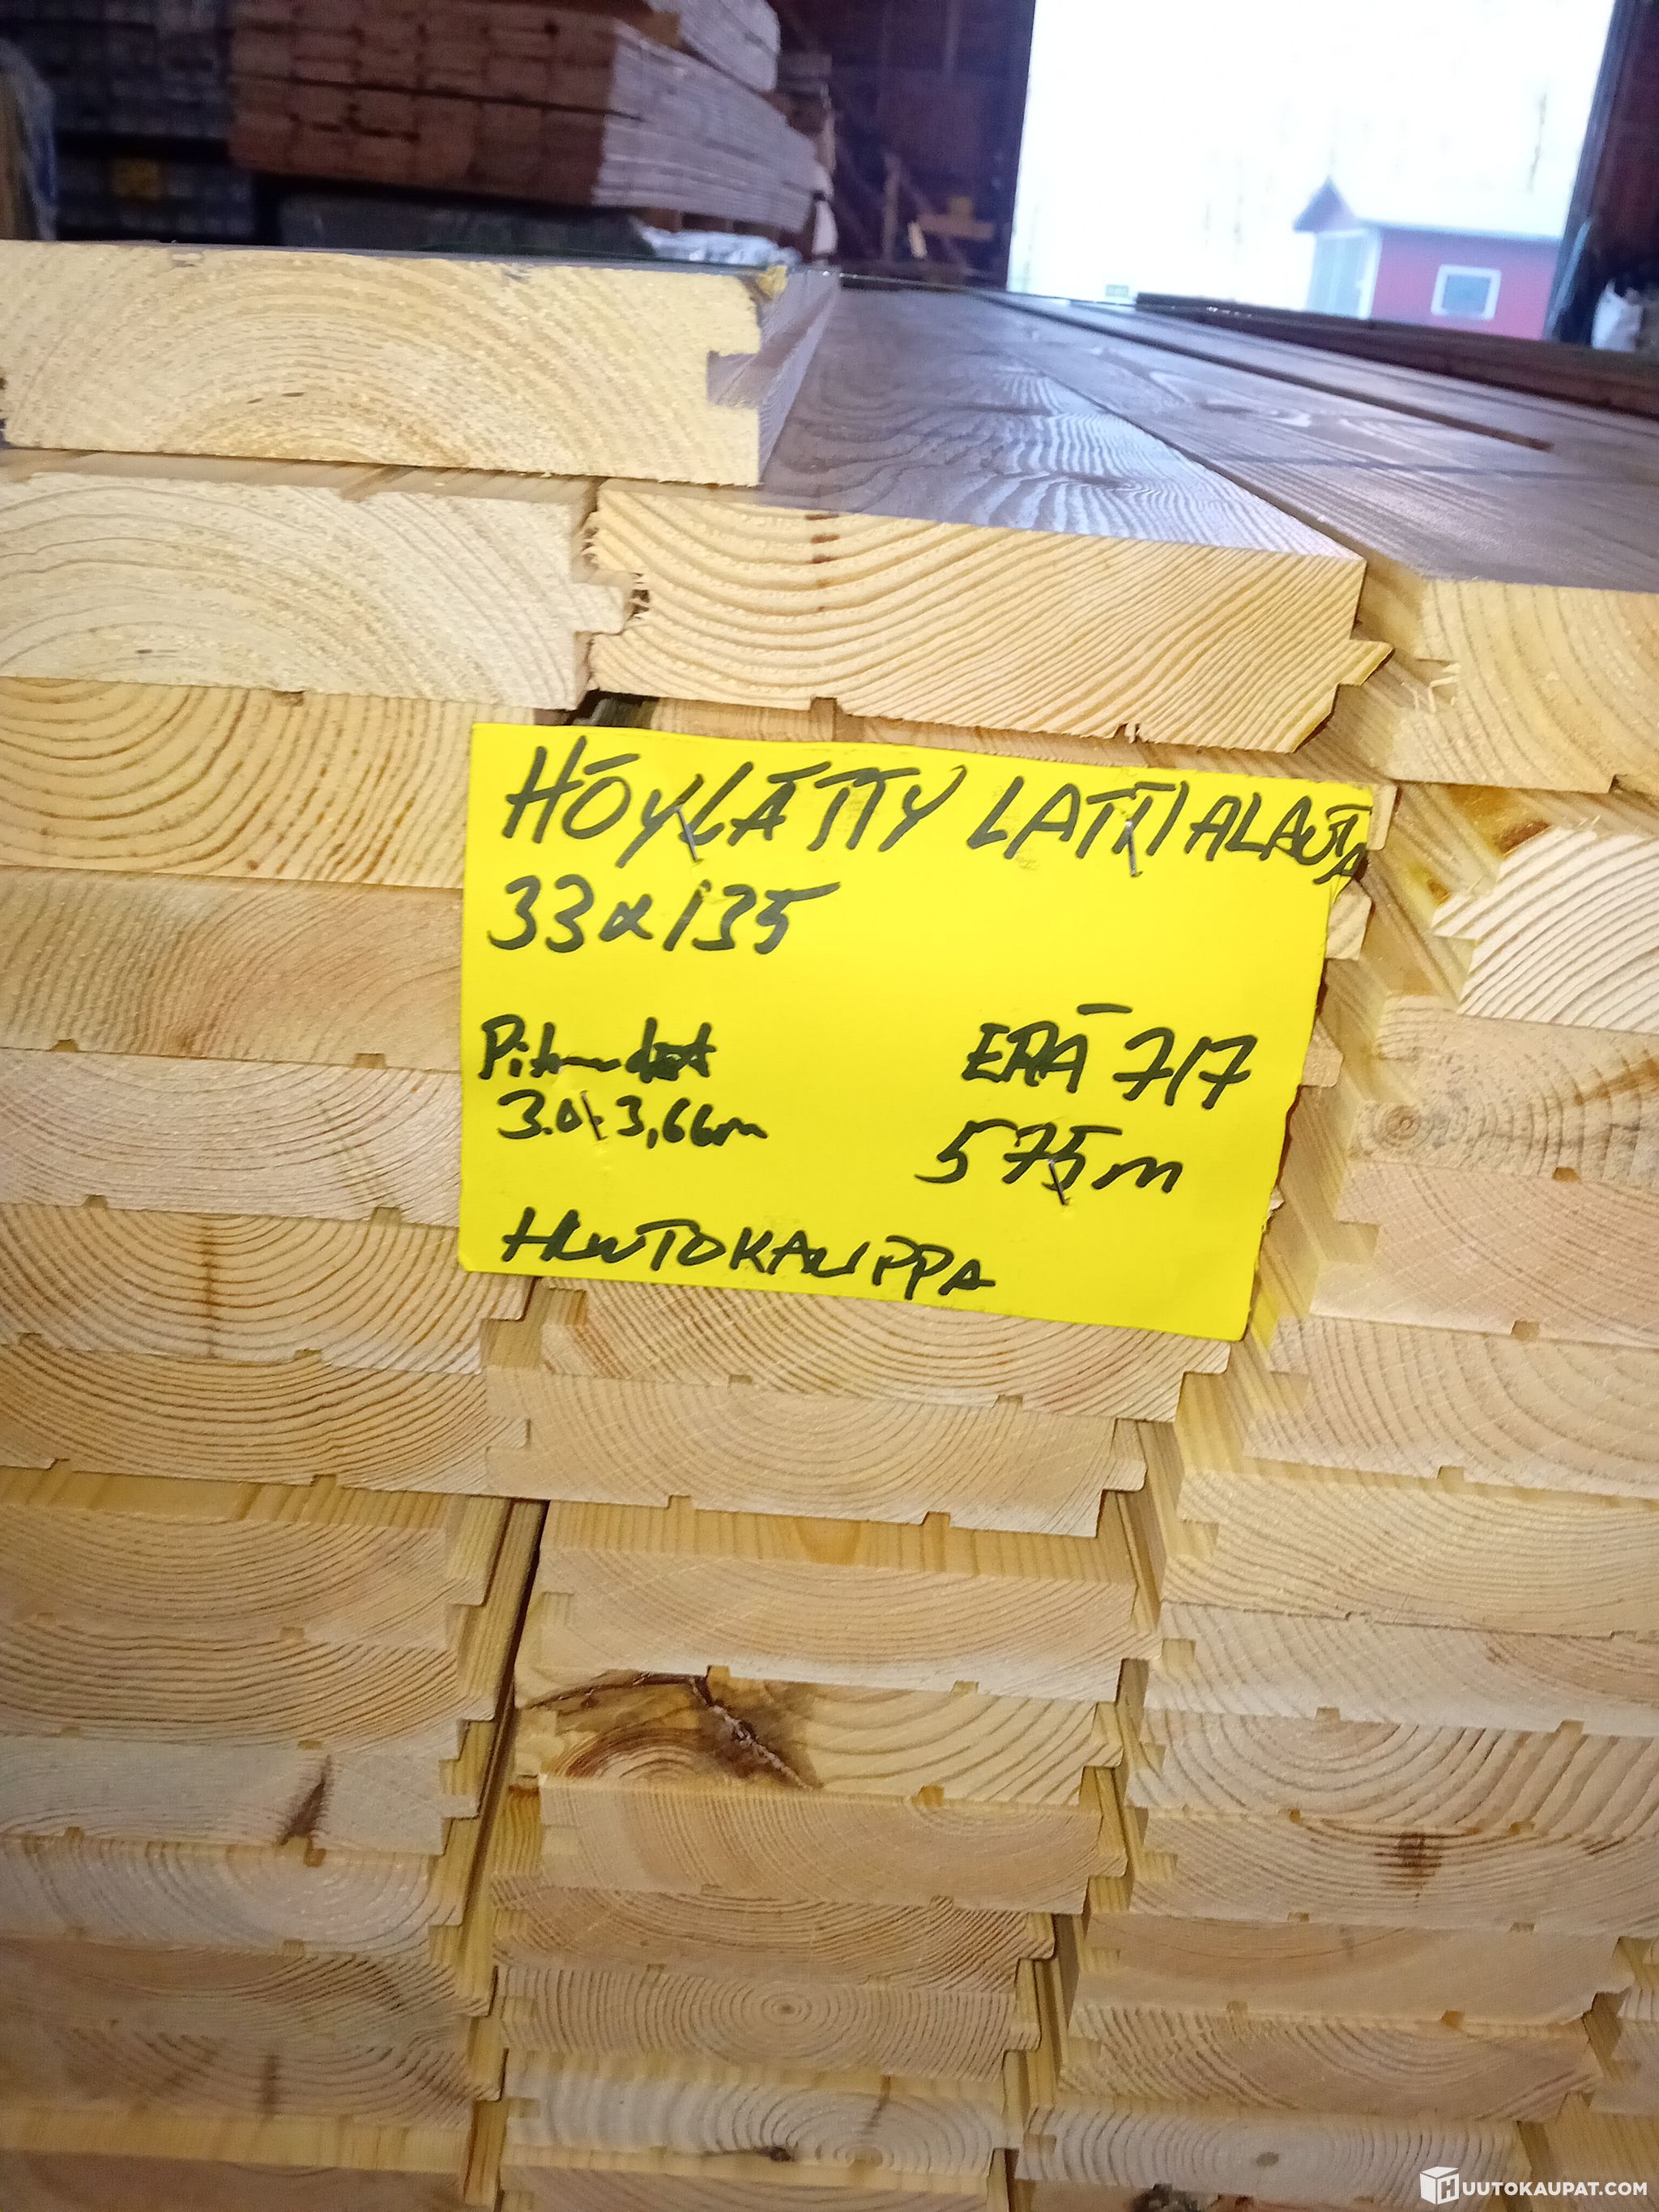 HÖYLÄTTY LATTIALAUTA
33x135
Pituudet
3.0-3,66m
ERÄ 717
575m
HUUTOKAUPPA
HUUTOKAUPAT.COM